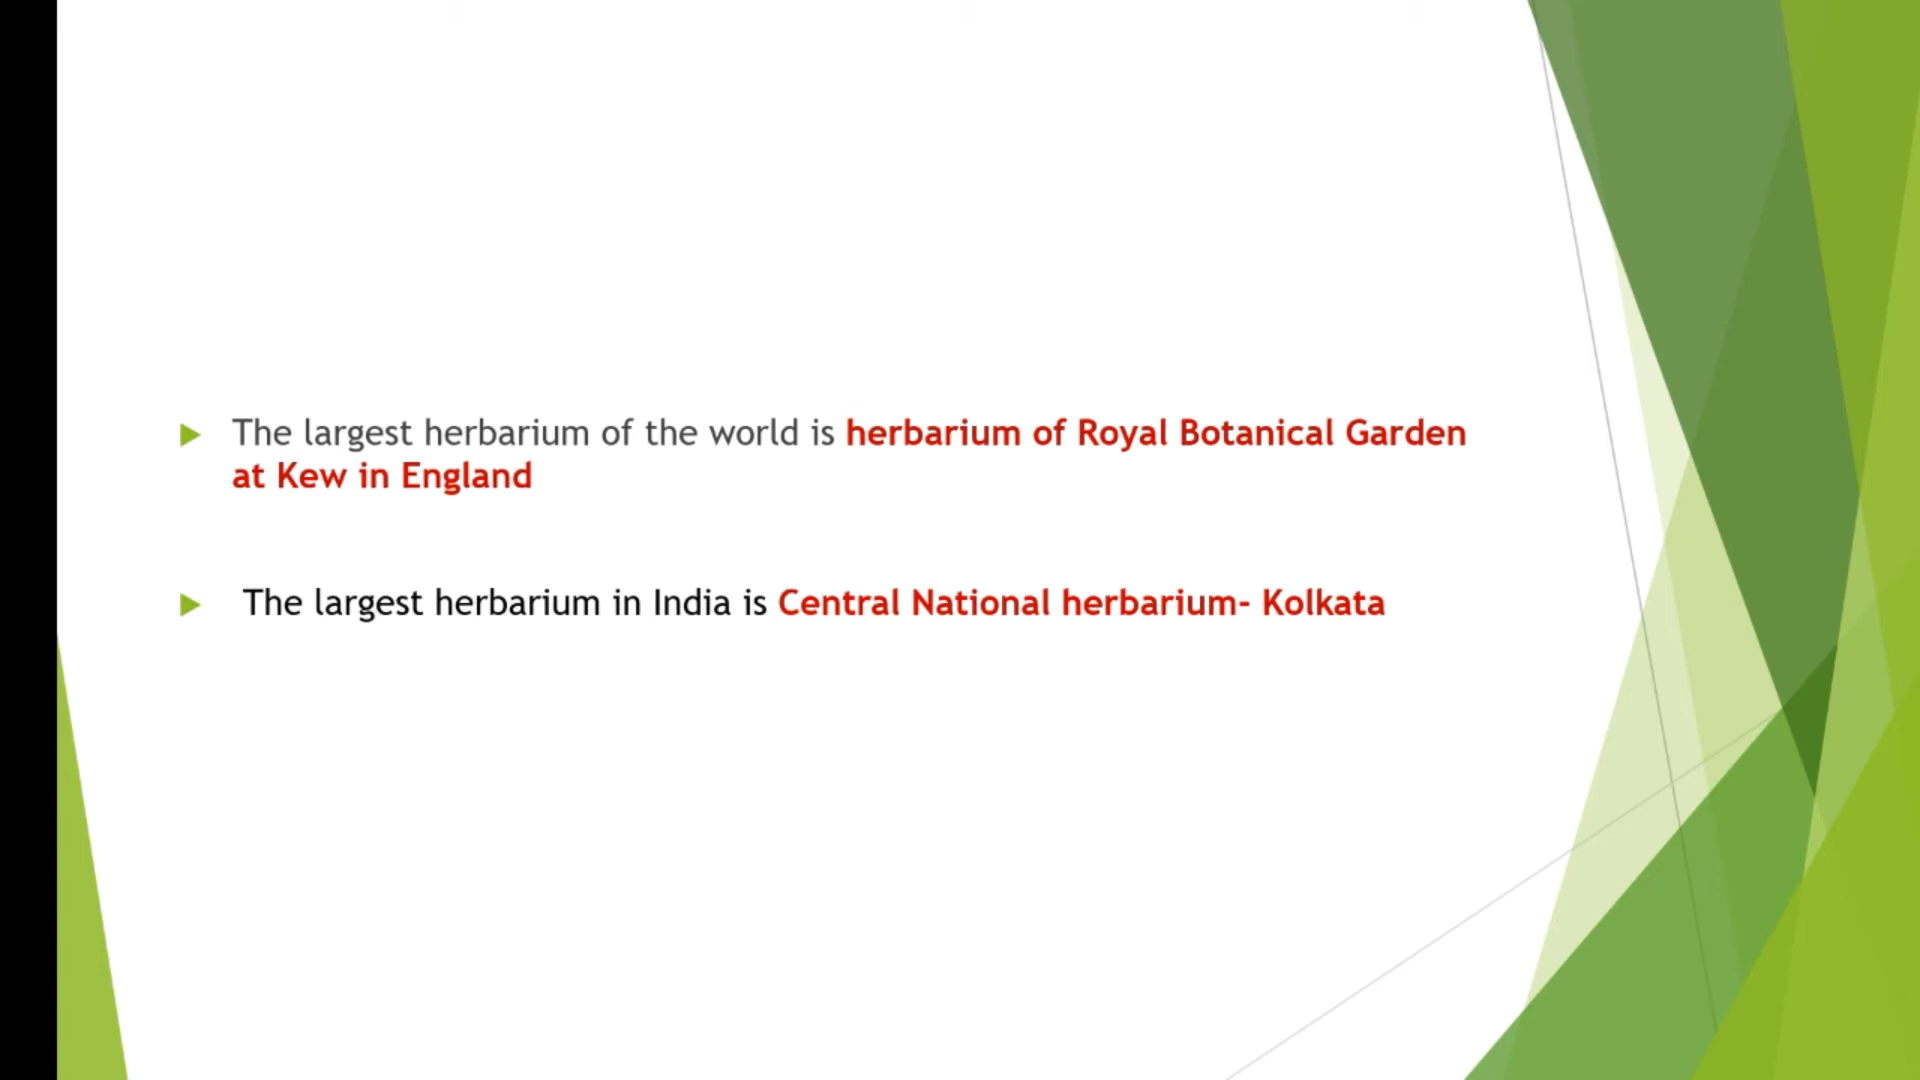 The largest herbarium of the world is herbarium of Royal Botanical Garden
at Kew in England
The largest herbarium in India is Central National herbarium- Kolkata